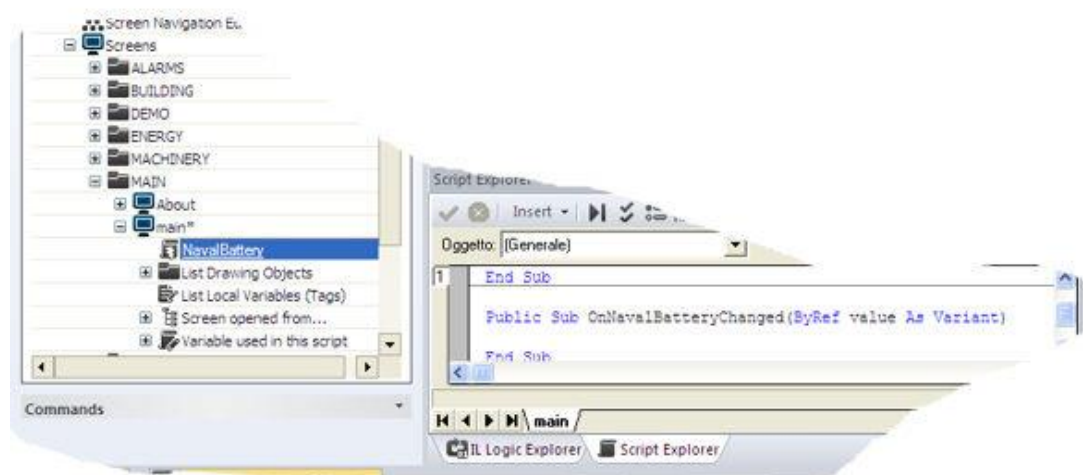 Screen Navigation
Screens
ALARMS
BUILDING
DEMO
ENERGY
MACHINERY
MAIN
About
main*
NavalBattery
List Drawing Objects
List Local Variables (Tags)
Screen opened from...
Variable used in this script
Commands
Script Explorer
Insert
Oggetto: (Generale)
1
End Sub
Public Sub OnNavalBatteryChanged(ByRef value As Variant)
End Sub
main
IL Logic Explorer
Script Explorer